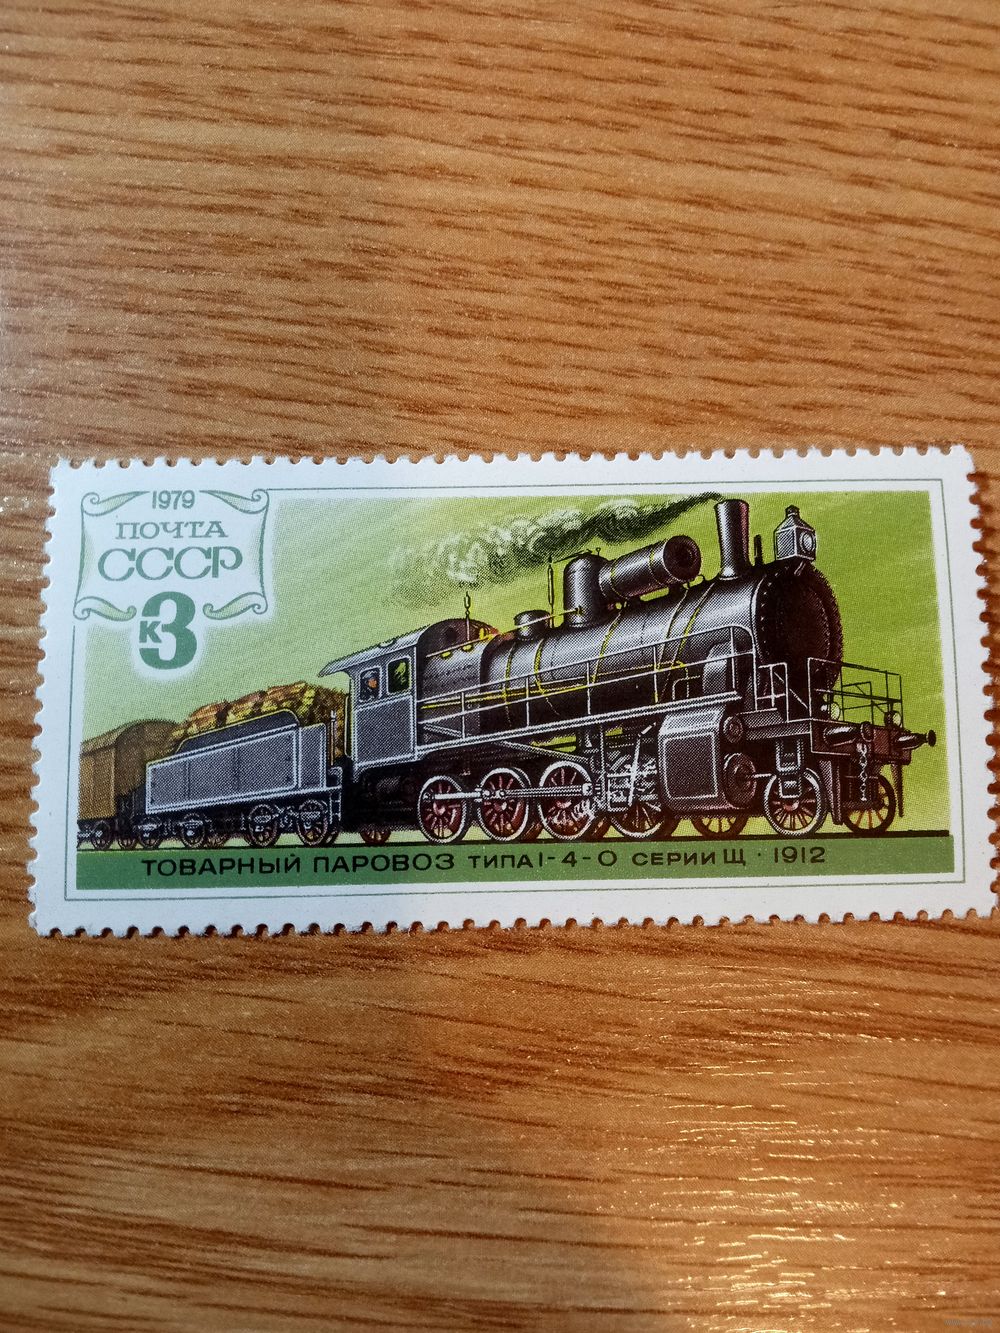 1979
ПОЧТА
СССР
к3
ТОВАРНЫЙ ПАРОВОЗ ТИПА 1-4-0 СЕРИИ Щ · 1912